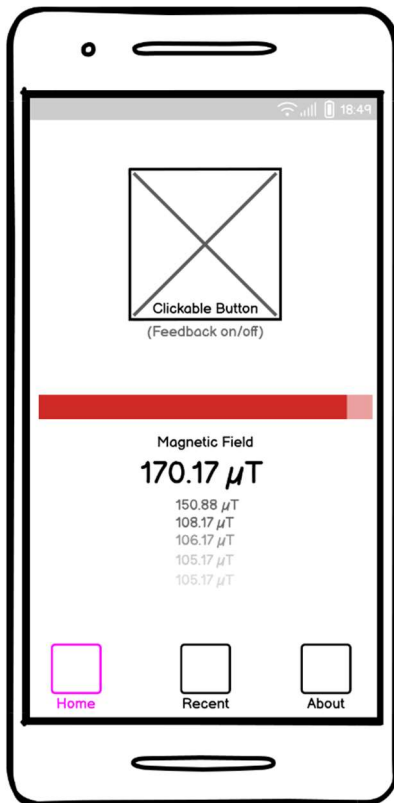 18:49
Clickable Button
(Feedback on/off)
Magnetic Field
170.17 µT
150.88 µT
108.17 µT
106.17 µT
105.17 µT
105.17 µT
Home Recent About